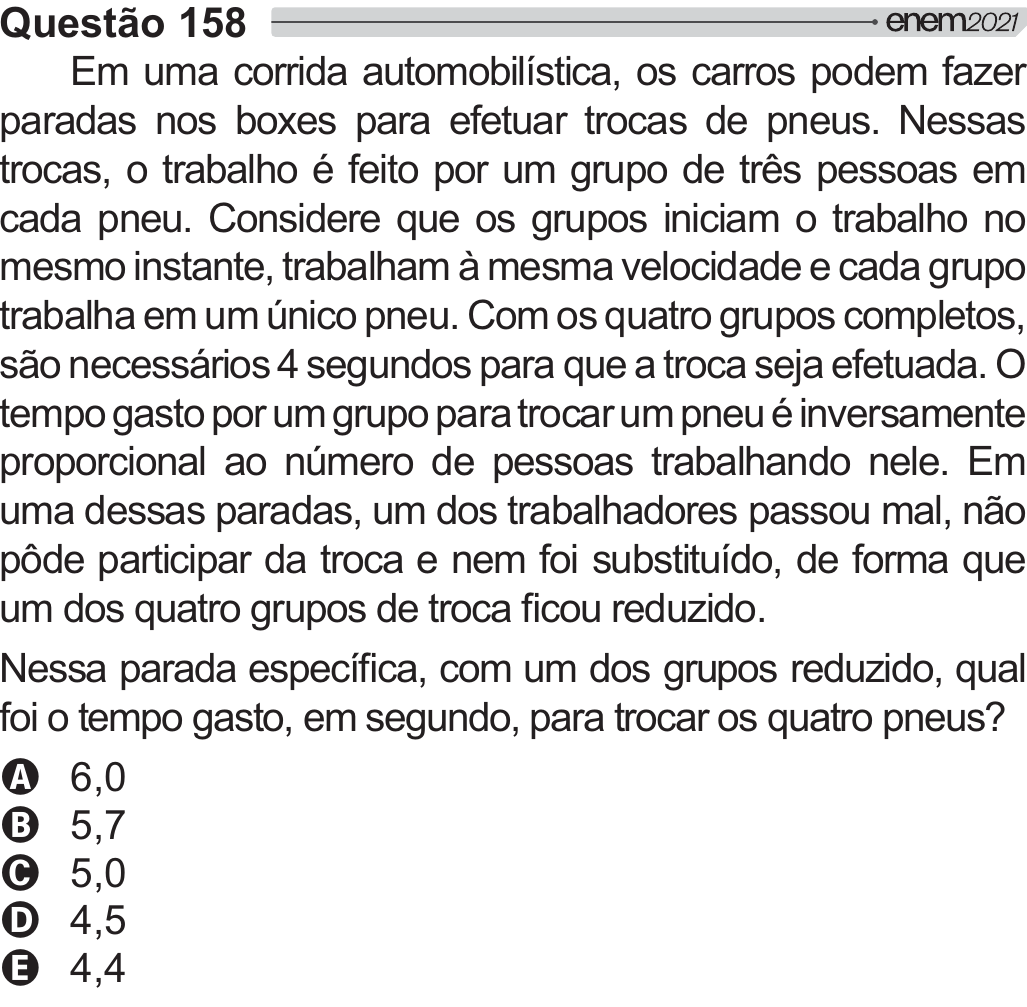 Questão 158 enem2021
Em uma corrida automobilística, os carros podem fazer
paradas nos boxes para efetuar trocas de pneus. Nessas
trocas, o trabalho é feito por um grupo de três pessoas em
cada pneu. Considere que os grupos iniciam o trabalho no
mesmo instante, trabalham à mesma velocidade e cada grupo
trabalha em um único pneu. Com os quatro grupos completos,
são necessários 4 segundos para que a troca seja efetuada. O
tempo gasto por um grupo para trocar um pneu é inversamente
proporcional ao número de pessoas trabalhando nele. Em
uma dessas paradas, um dos trabalhadores passou mal, não
pôde participar da troca e nem foi substituído, de forma que
um dos quatro grupos de troca ficou reduzido.
Nessa parada específica, com um dos grupos reduzido, qual
foi o tempo gasto, em segundo, para trocar os quatro pneus?
A 6,0
B 5,7
C 5,0
D 4,5
E 4,4